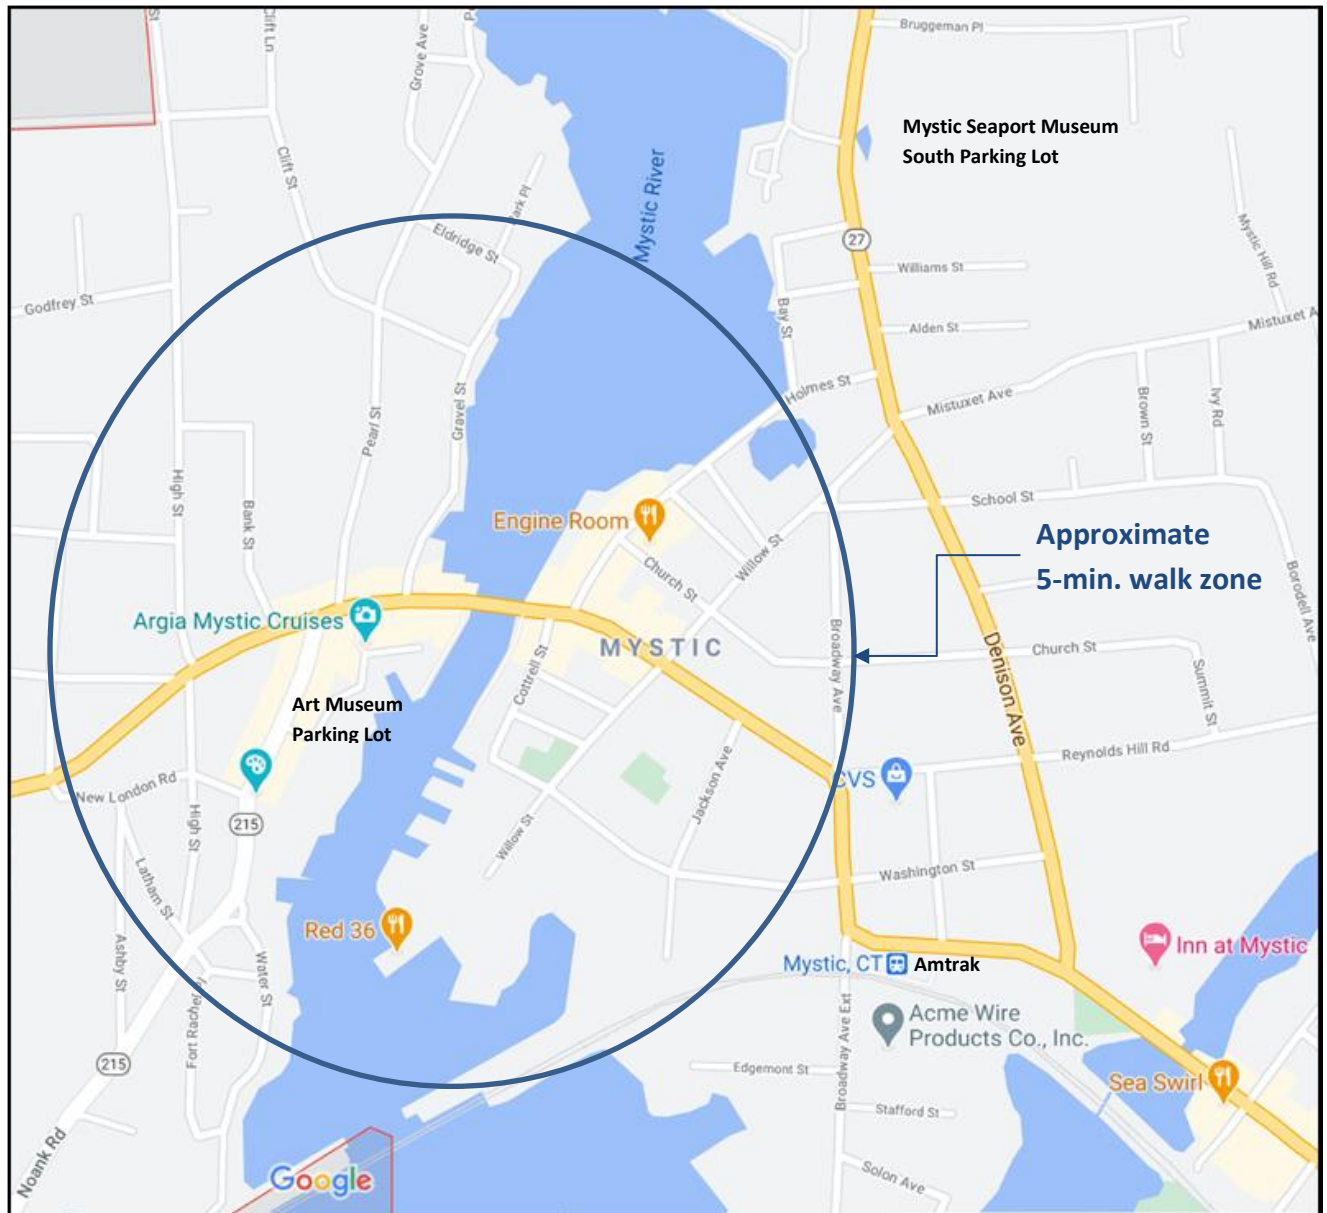 St
Clift Ln
Grove Ave
Bruggeman Pl
Mystic Seaport Museum
South Parking Lot
Clift St
Mystic River
Park Pl
Eldridge St
27
Mystic Hill Rd
Williams St
Godfrey St
Bay St
Alden St
Mistuxet A
Holmes St
Mistuxet Ave
Brown St
Ivy Rd
Pearl St
Gravel St
High St
Bank St
School St
Engine Room
Willow St
Church St
Approximate
5-min. walk zone
Borodell Ave
Argia Mystic Cruises
MYSTIC
Broadway Ave
Denison Ave
Church St
Summit St
Cottrell St
Art Museum
Parking Lot
Reynolds Hill Rd
Jackson Ave
CVS
New London Rd
High St
215
Willow St
Latham St
Washington St
Red 36
Ashby St
Water St
Mystic, CT
Amtrak
Inn at Mystic
Fort Rachel Pl
Acme Wire
Products Co., Inc.
Broadway Ave Ext
215
Edgemont St
Sea Swirl
Stafford St
Noank Rd
Google
Solon Ave